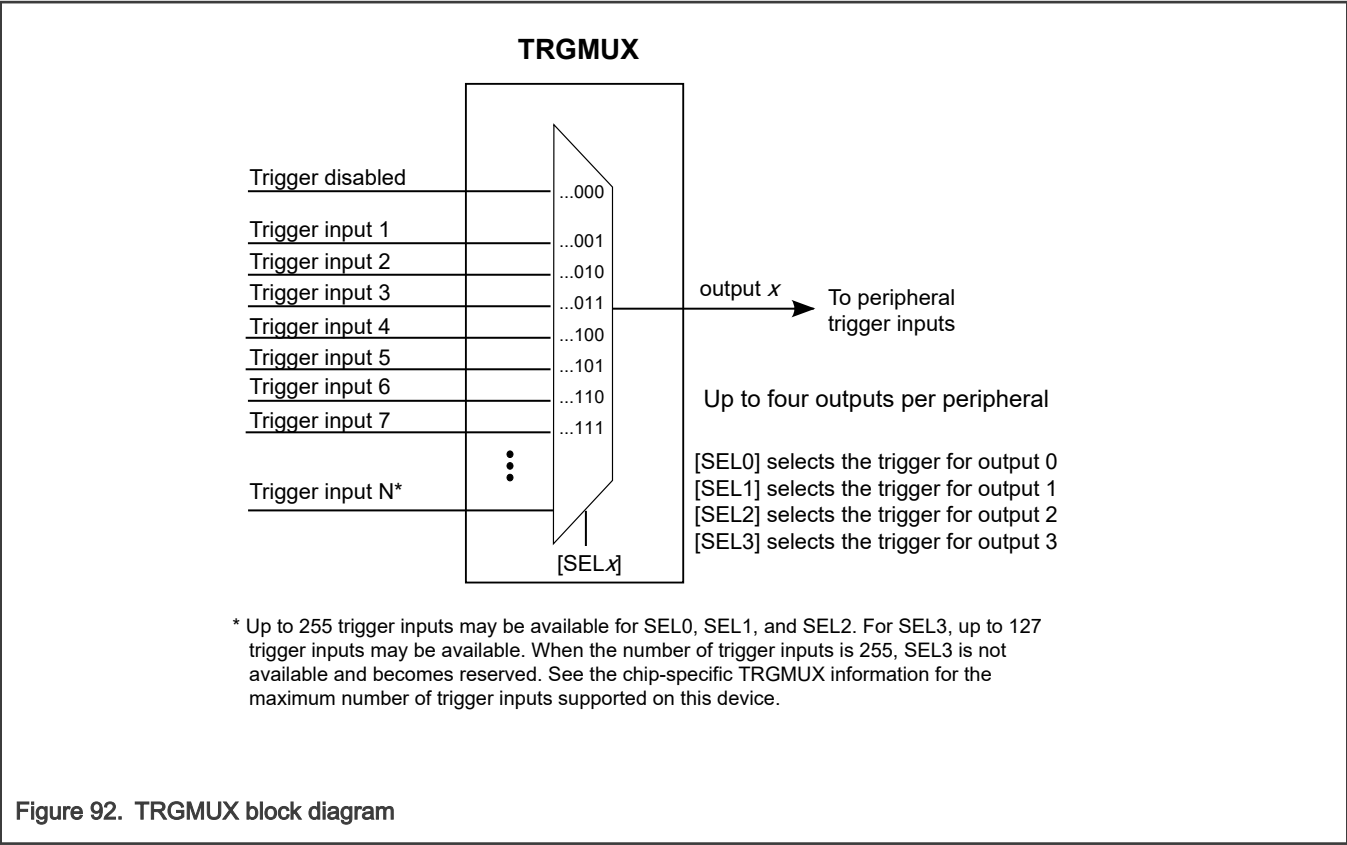 TRGMUX
Trigger disabled
...000
Trigger input 1
...001
Trigger input 2
...010
Trigger input 3
...011
Trigger input 4
...100
Trigger input 5
...101
Trigger input 6
...110
Trigger input 7
...111
Trigger input N*
[SELx]
output x
To peripheral
trigger inputs
Up to four outputs per peripheral
[SEL0] selects the trigger for output 0
[SEL1] selects the trigger for output 1
[SEL2] selects the trigger for output 2
[SEL3] selects the trigger for output 3
* Up to 255 trigger inputs may be available for SEL0, SEL1, and SEL2. For SEL3, up to 127
trigger inputs may be available. When the number of trigger inputs is 255, SEL3 is not
available and becomes reserved. See the chip-specific TRGMUX information for the
maximum number of trigger inputs supported on this device.
Figure 92. TRGMUX block diagram